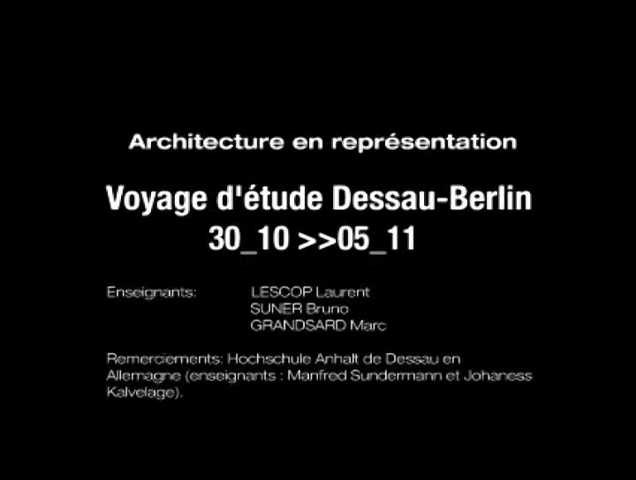 Architecture en représentation
Voyage d'étude Dessau-Berlin
30_10 >>05_11
Enseignants: LESCOP Laurent
SUNER Bruno
GRANDSARD Marc
Remerciements: Hochschule Anhalt de Dessau en
Allemagne (enseignants : Manfred Sundermann et Johaness
Kalvelage).